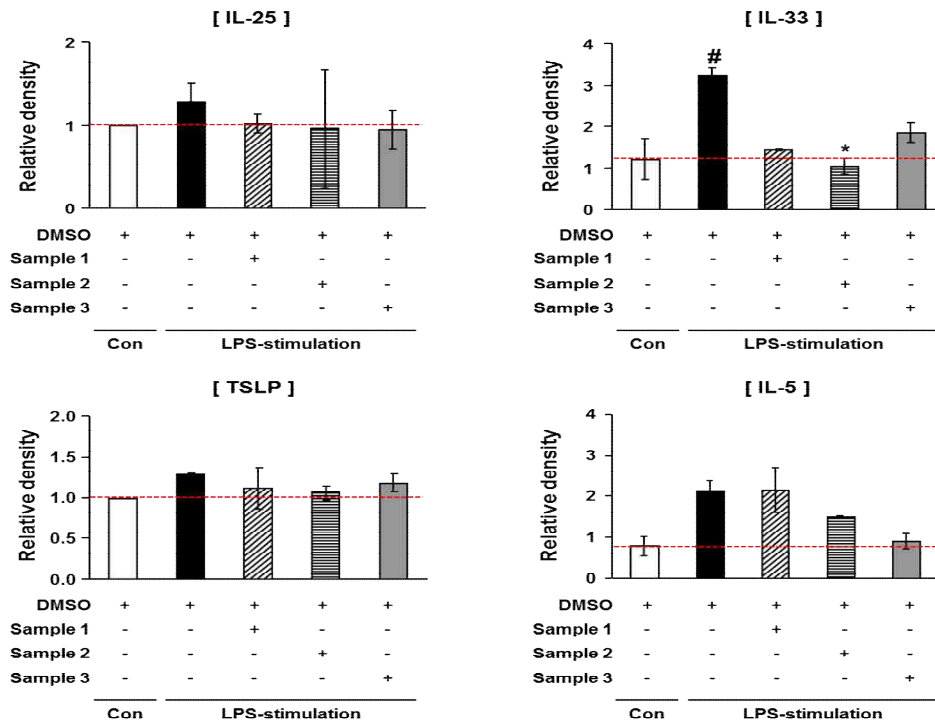 [ IL-25 ]
Relative density
2
1
0
DMSO + + + + +
Sample 1 - - + - -
Sample 2 - - - + -
Sample 3 - - - - +
Con LPS-stimulation
[ IL-33 ]
Relative density
4
3
2
1
0
#
*
DMSO + + + + +
Sample 1 - - + - -
Sample 2 - - - + -
Sample 3 - - - - +
Con LPS-stimulation
[ TSLP ]
Relative density
2.0
1.5
1.0
0.5
0.0
DMSO + + + + +
Sample 1 - - + - -
Sample 2 - - - + -
Sample 3 - - - - +
Con LPS-stimulation
[ IL-5 ]
Relative density
4
3
2
1
0
DMSO + + + + +
Sample 1 - - + - -
Sample 2 - - - + -
Sample 3 - - - - +
Con LPS-stimulation